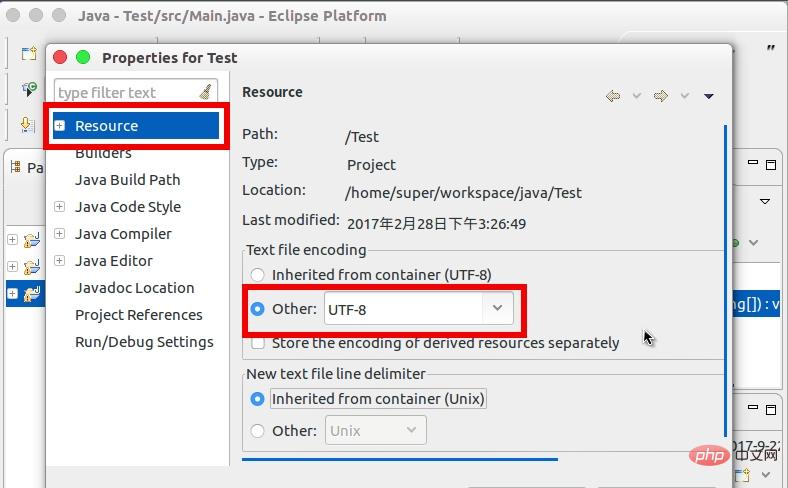 Java - Test/src/Main.java - Eclipse Platform
Properties for Test
type filter text
Resource
Builders
Java Build Path
Java Code Style
Java Compiler
Java Editor
Javadoc Location
Project References
Run/Debug Settings
Resource
Path: /Test
Type: Project
Location: /home/super/workspace/java/Test
Last modified: 2017年2月28日下午3:26:49
Text file encoding
Inherited from container (UTF-8)
Other: UTF-8
Store the encoding of derived resources separately
New text file line delimiter
Inherited from container (Unix)
Other: Unix
Pa
ng[]) : v
2017-9-22
php 中文网